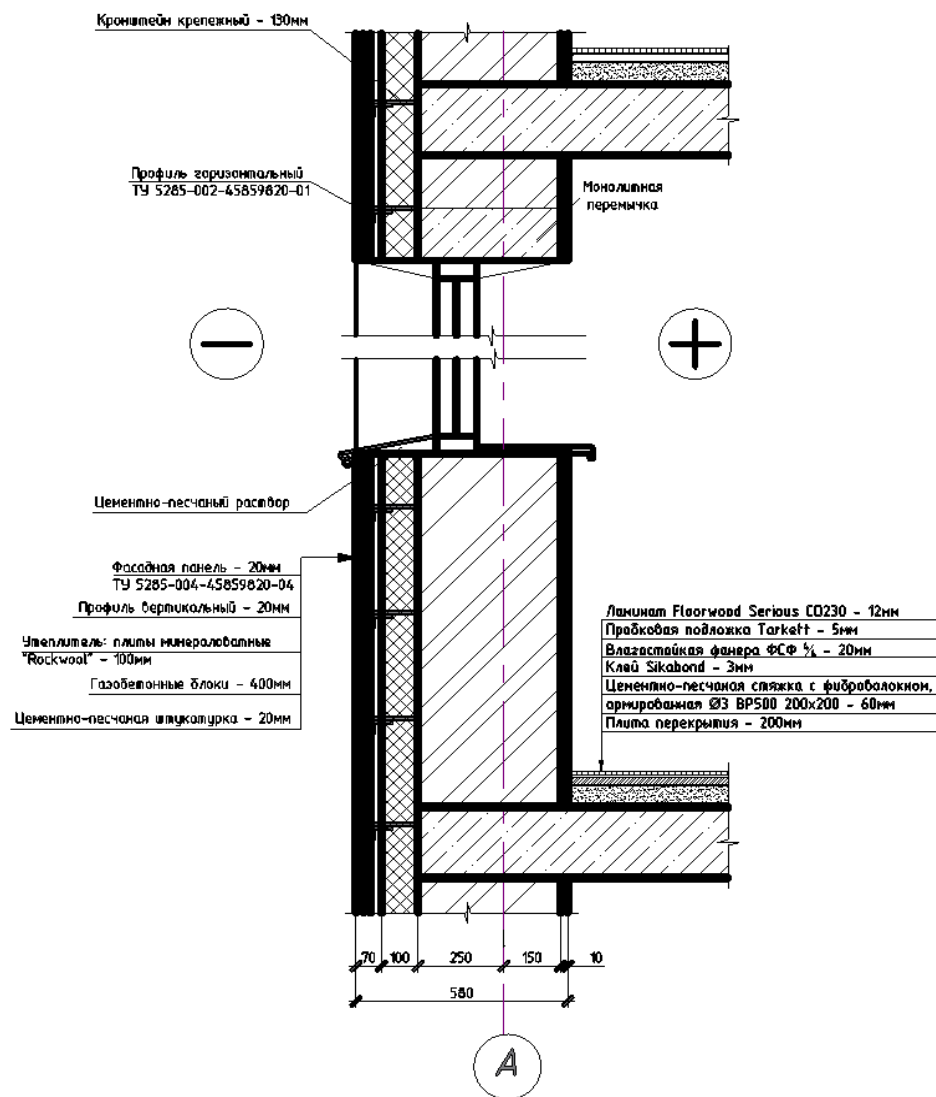 Кронштейн крепежный - 130мм
Профиль горизонтальный
ТУ 5285-002-45859820-01
Монолитная
перемычка
Цементно-песчаный раствор
Фасадная панель - 20мм
ТУ 5285-004-45859820-04
Профиль вертикальный - 20мм
Утеплитель: плиты минераловатные
"Rockwool" - 100мм
Газобетонные блоки - 400мм
Цементно-песчаная штукатурка - 20мм
Ламинат Floorwood Serious CD230 - 12мм
Пробковая подложка Tarkett - 5мм
Влагостойкая фанера ФСФ - 20мм
Клей Sikabond - 3мм
Цементно-песчаная стяжка с фиброволокном,
армированная Ø3 ВР500 200х200 - 60мм
Плита перекрытия - 200мм
70 100 250 150 10
580
А